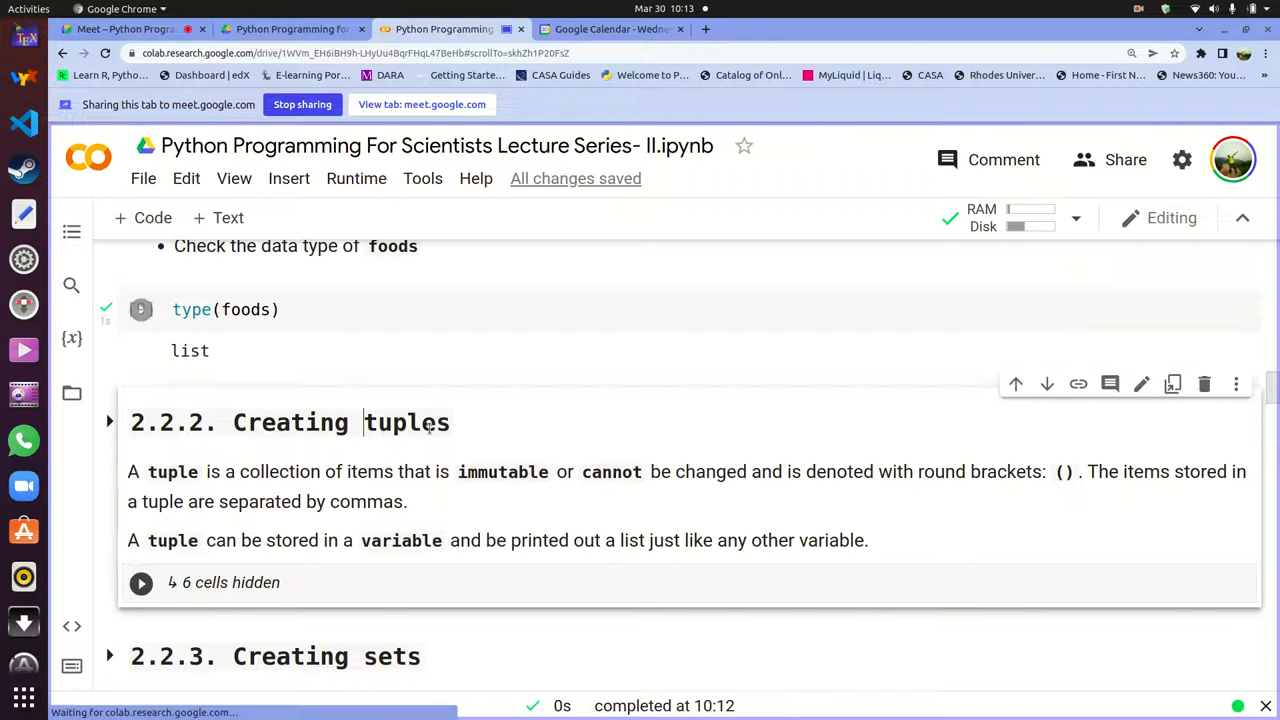 Activities
Google Chrome
Mar 30 10:13
Meet – Python Progra
Python Programming fo
Python Programming
Google Calendar - Wedne
colab.research.google.com/drive/1WVm_EH6iBH9h-LHyUu4BqrFHqL47BeHb#scrollTo=skhZh1P20FsZ
Learn R, Pytho...
Dashboard | edX
E-learning Por...
DARA
Getting Starte...
CASA Guides
Welcome to P...
Catalog of Onl...
MyLiquid | Liq...
CASA
Rhodes Univer...
Home - First N...
News360: You...
»
Sharing this tab to meet.google.com
Stop sharing
View tab: meet.google.com
Python Programming For Scientists Lecture Series- II.ipynb
Comment
Share
File Edit View Insert Runtime Tools Help All changes saved
+ Code + Text
RAM
Disk
Editing
• Check the data type of foods
type(foods)
1s
list
{x}
2.2.2. Creating tuples
A tuple is a collection of items that is immutable or cannot be changed and is denoted with round brackets: (). The items stored in
a tuple are separated by commas.
A tuple can be stored in a variable and be printed out a list just like any other variable.
↳ 6 cells hidden
2.2.3. Creating sets
0s completed at 10:12
Waiting for colab.research.google.com...